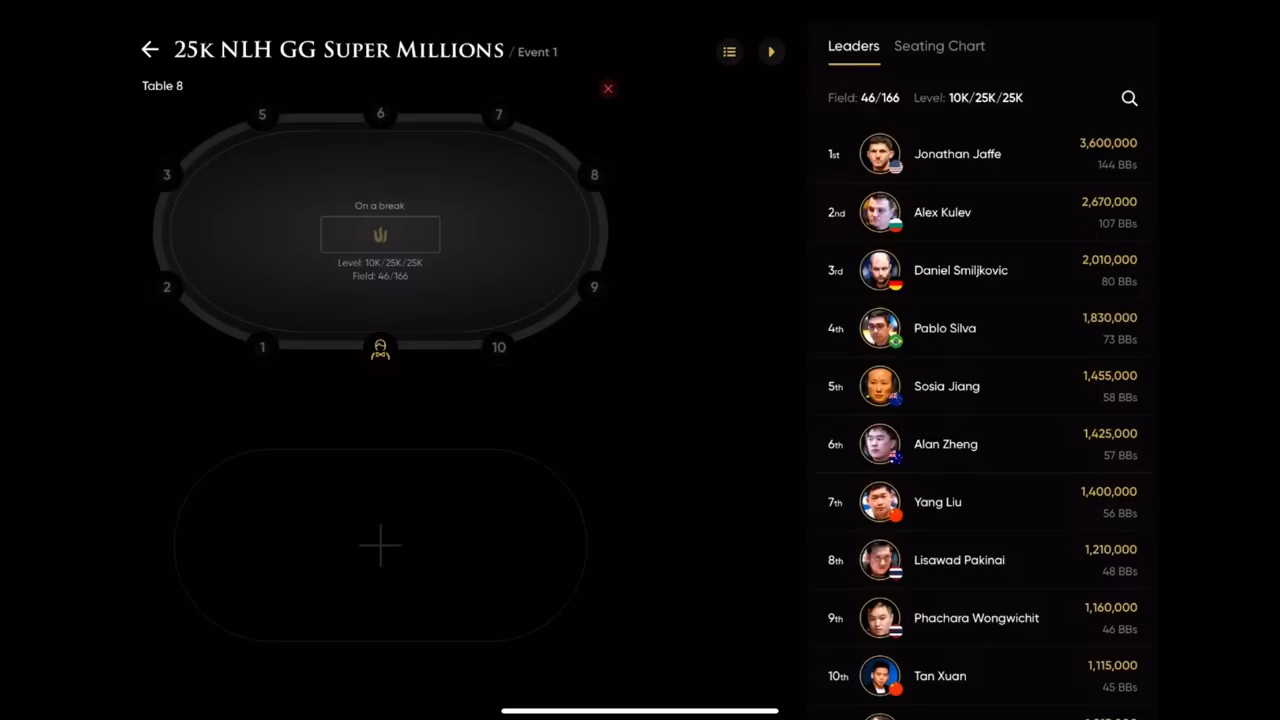 25K NLH GG SUPER MILLIONS / Event 1
Table 8
5
6
7
3
8
On a break
Level: 10K/25K/25K
Field: 46/166
2
9
1
10
Leaders
Seating Chart
Field: 46/166 Level: 10K/25K/25K
1st Jonathan Jaffe 3,600,000
144 BBs
2nd Alex Kulev 2,670,000
107 BBs
3rd Daniel Smiljkovic 2,010,000
80 BBs
4th Pablo Silva 1,830,000
73 BBs
5th Sosia Jiang 1,455,000
58 BBs
6th Alan Zheng 1,425,000
57 BBs
7th Yang Liu 1,400,000
56 BBs
8th Lisawad Pakinai 1,210,000
48 BBs
9th Phachara Wongwichit 1,160,000
46 BBs
10th Tan Xuan 1,115,000
45 BBs